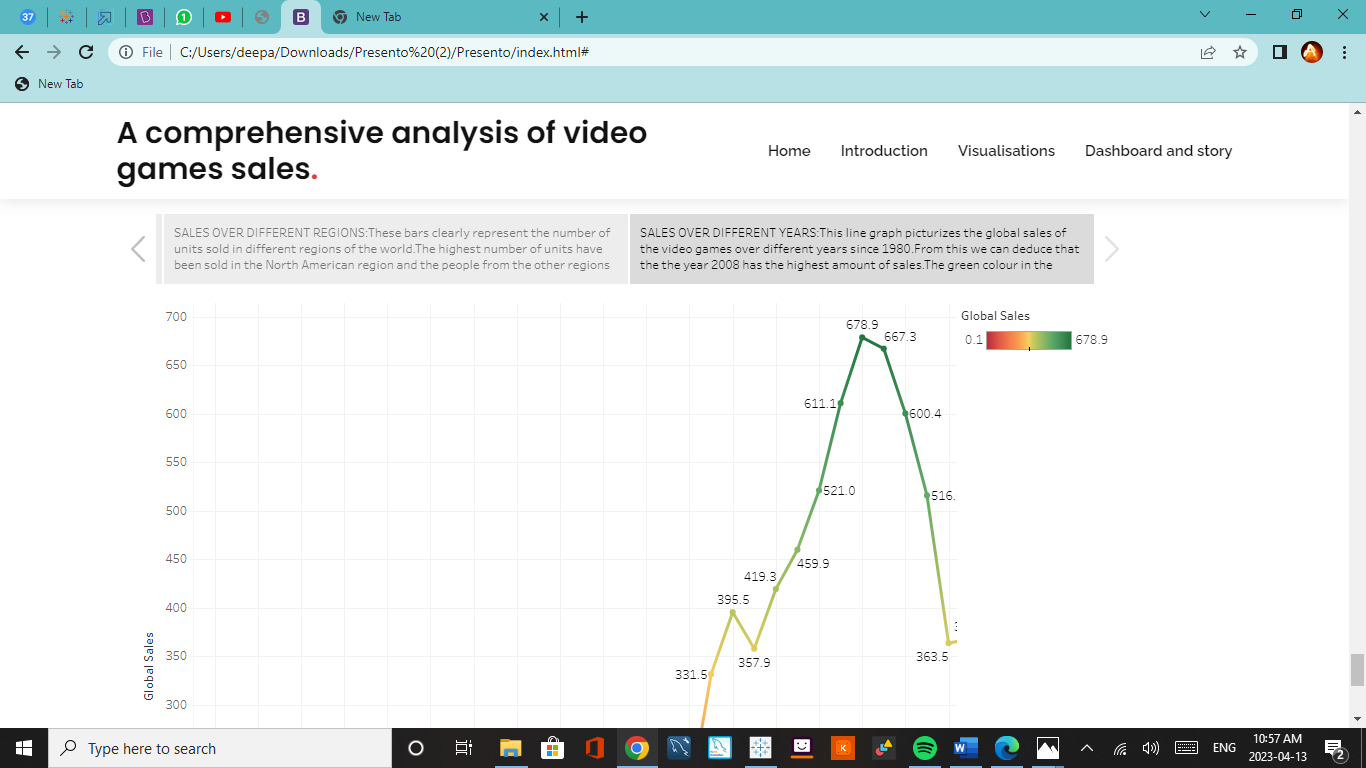 37
1
B
New Tab
File
C:/Users/deepa/Downloads/Presento%20(2)/Presento/index.html#
A
New Tab
A comprehensive analysis of video
games sales.
Home
Introduction
Visualisations
Dashboard and story
SALES OVER DIFFERENT REGIONS:These bars clearly represent the number of
units sold in different regions of the world.The highest number of units have
been sold in the North American region and the people from the other regions
SALES OVER DIFFERENT YEARS:This line graph picturizes the global sales of
the video games over different years since 1980.From this we can deduce that
the the year 2008 has the highest amount of sales.The green colour in the
Global Sales
0.1
678.9
700
650
600
550
500
450
400
350
300
Global Sales
678.9
667.3
611.1
600.4
521.0
516.
459.9
419.3
395.5
357.9
331.5
363.5
Type here to search
K
W
ENG
10:57 AM
2023-04-13
2